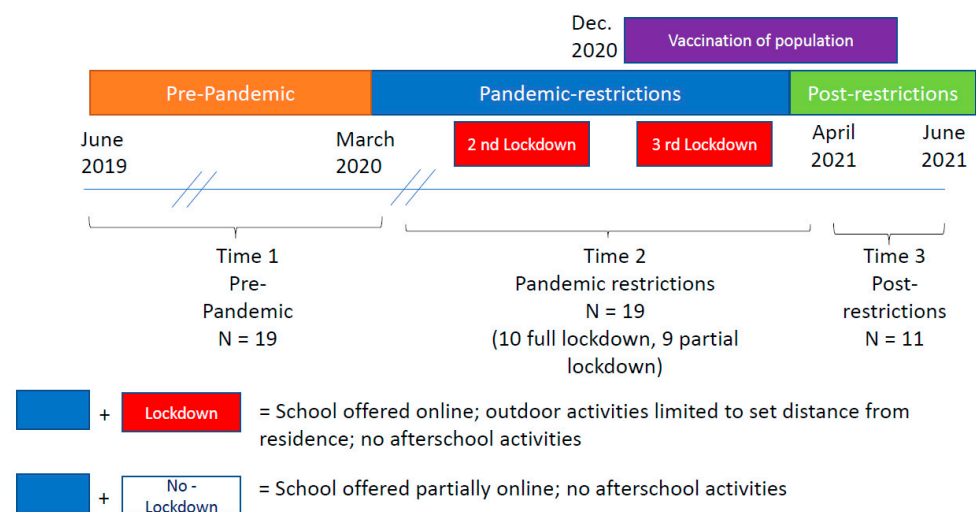 Dec.
2020
Vaccination of population
Pre-Pandemic
Pandemic-restrictions
Post-restrictions
June
2019
March
2020
2 nd Lockdown
3 rd Lockdown
April
2021
June
2021
Time 1
Pre-
Pandemic
N = 19
Time 2
Pandemic restrictions
N = 19
(10 full lockdown, 9 partial
lockdown)
Time 3
Post-
restrictions
N = 11
+
Lockdown
= School offered online; outdoor activities limited to set distance from
residence; no afterschool activities
+
No -
Lockdown
= School offered partially online; no afterschool activities